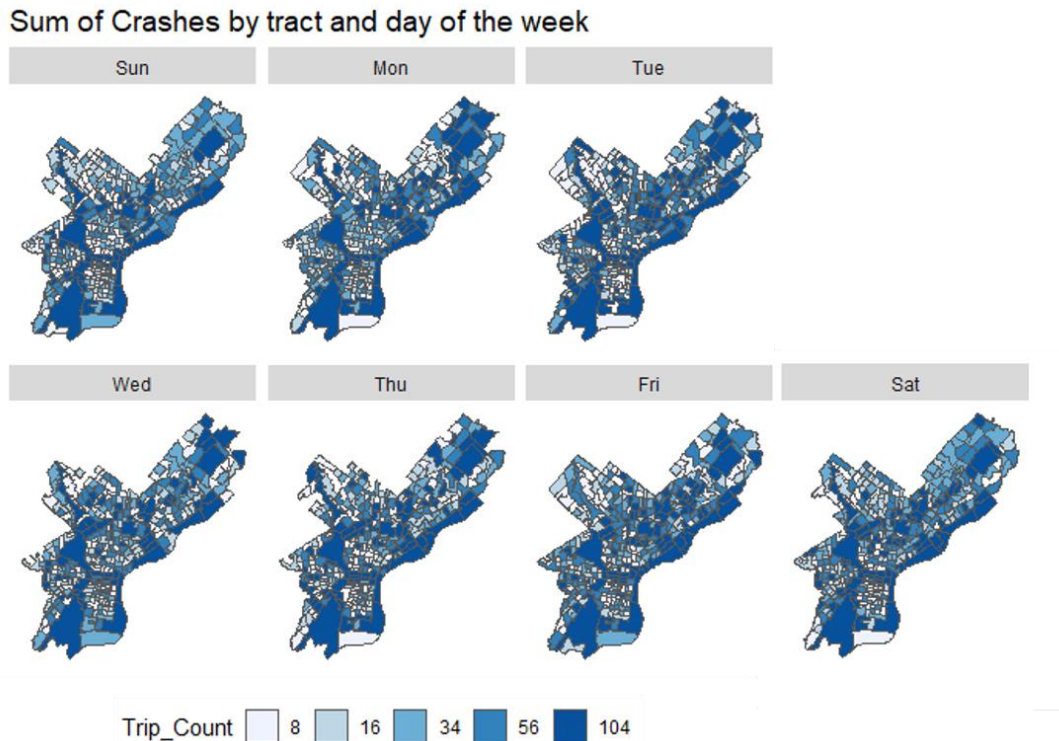 Sum of Crashes by tract and day of the week
Sun Mon Tue
Wed Thu Fri Sat
Trip_Count 8 16 34 56 104